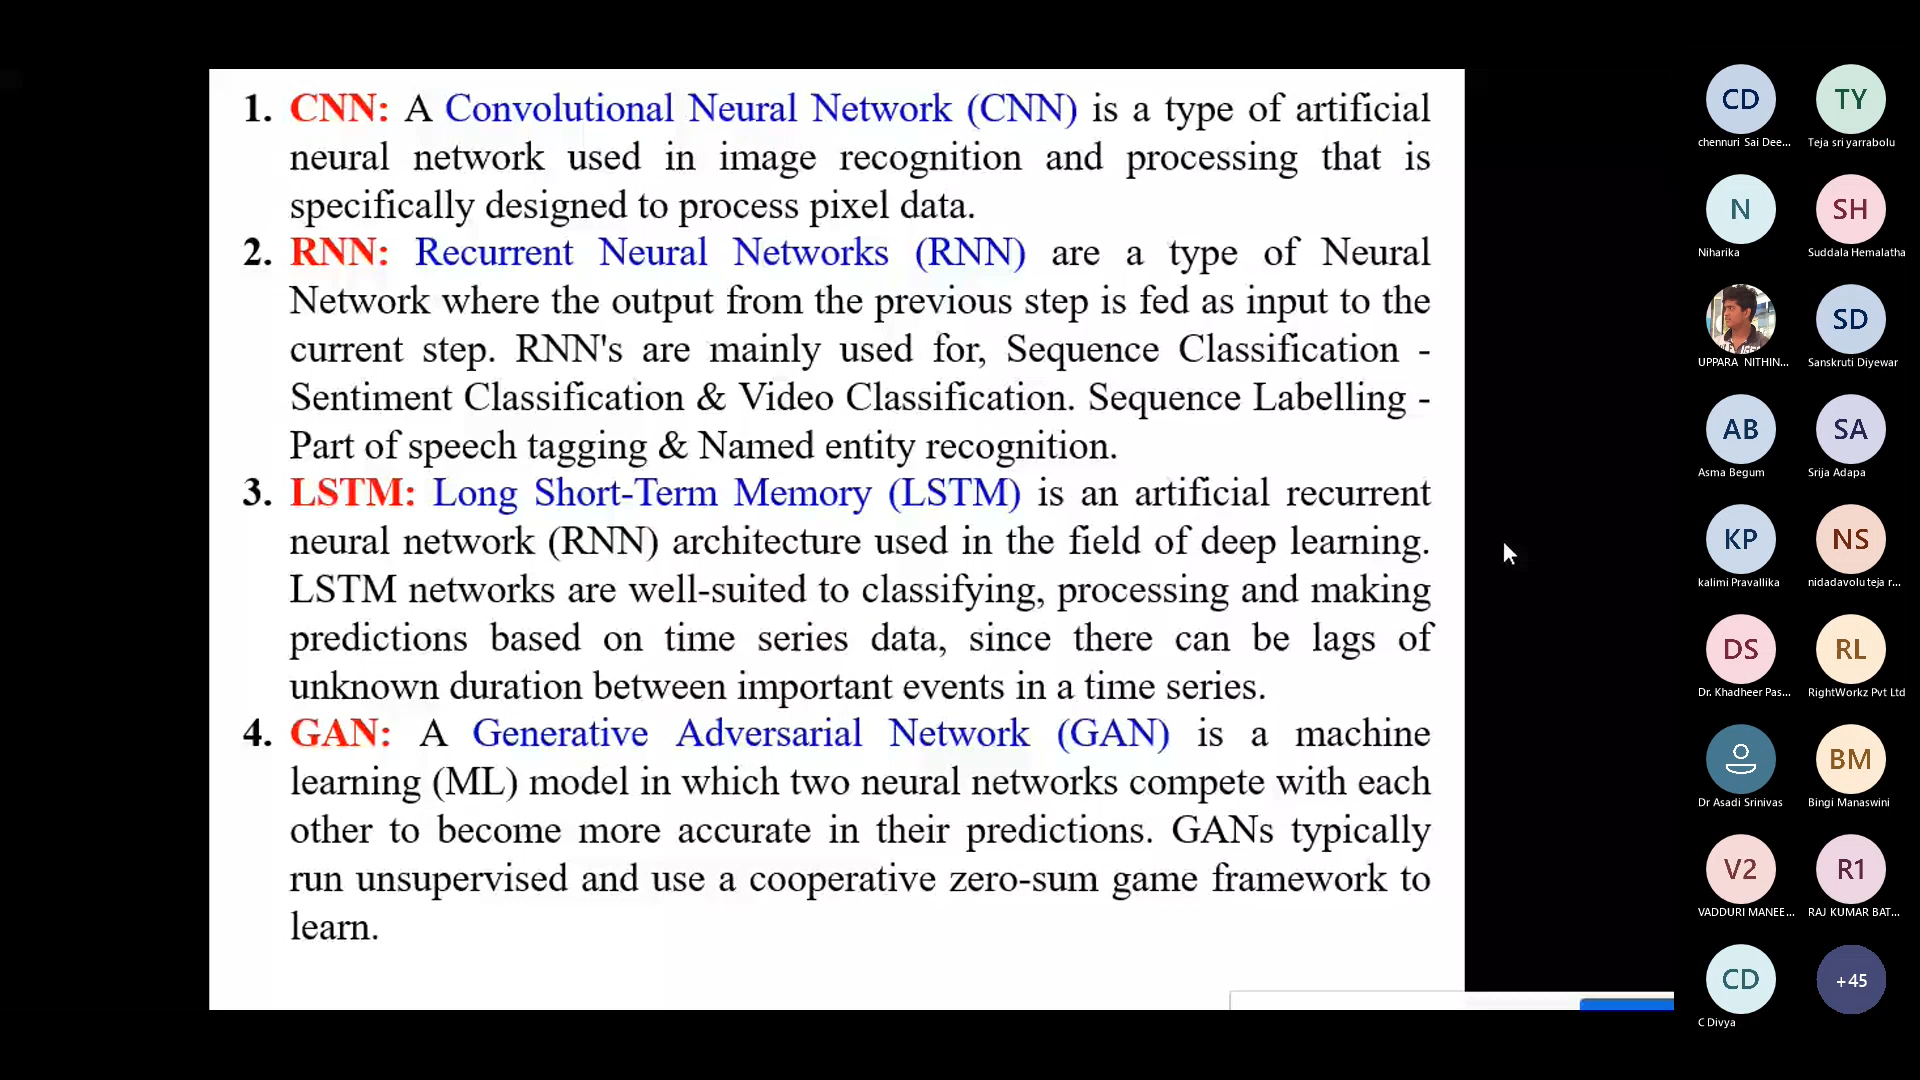 1. CNN: A Convolutional Neural Network (CNN) is a type of artificial
neural network used in image recognition and processing that is
specifically designed to process pixel data.
2. RNN: Recurrent Neural Networks (RNN) are a type of Neural
Network where the output from the previous step is fed as input to the
current step. RNN's are mainly used for, Sequence Classification -
Sentiment Classification & Video Classification. Sequence Labelling -
Part of speech tagging & Named entity recognition.
3. LSTM: Long Short-Term Memory (LSTM) is an artificial recurrent
neural network (RNN) architecture used in the field of deep learning.
LSTM networks are well-suited to classifying, processing and making
predictions based on time series data, since there can be lags of
unknown duration between important events in a time series.
4. GAN: A Generative Adversarial Network (GAN) is a machine
learning (ML) model in which two neural networks compete with each
other to become more accurate in their predictions. GANs typically
run unsupervised and use a cooperative zero-sum game framework to
learn.
CD TY
chennuri Sai Dee... Teja sri yarrabolu
N SH
Niharika Suddala Hemalatha
SD
UPPARA NITHIN... Sanskruti Diyewar
AB SA
Asma Begum Srija Adapa
KP NS
kalimi Pravallika nidadavolu teja r...
DS RL
Dr. Khadheer Pas... RightWorkz Pvt Ltd
BM
Dr Asadi Srinivas Bingi Manaswini
V2 R1
VADDURI MANEE... RAJ KUMAR BAT...
CD +45
C Divya